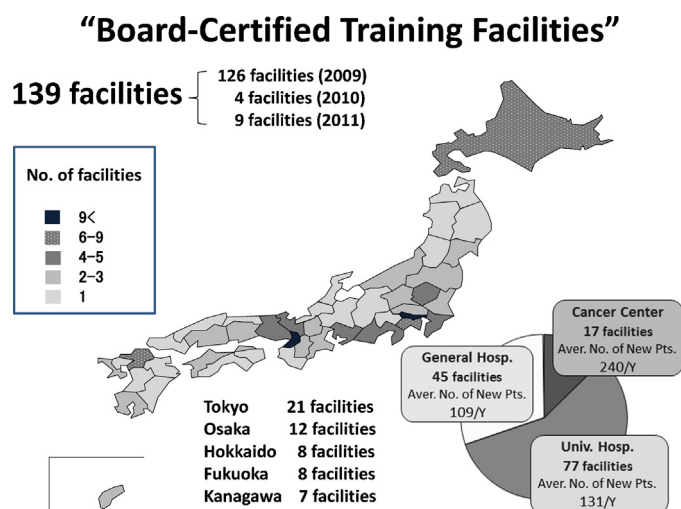 “Board-Certified Training Facilities”
139 facilities
126 facilities (2009)
4 facilities (2010)
9 facilities (2011)
No. of facilities
9<
6-9
4-5
2-3
1
Cancer Center
17 facilities
Aver. No. of New Pts.
240/Y
General Hosp.
45 facilities
Aver. No. of New Pts.
109/Y
Univ. Hosp.
77 facilities
Aver. No. of New Pts.
131/Y
Tokyo 21 facilities
Osaka 12 facilities
Hokkaido 8 facilities
Fukuoka 8 facilities
Kanagawa 7 facilities